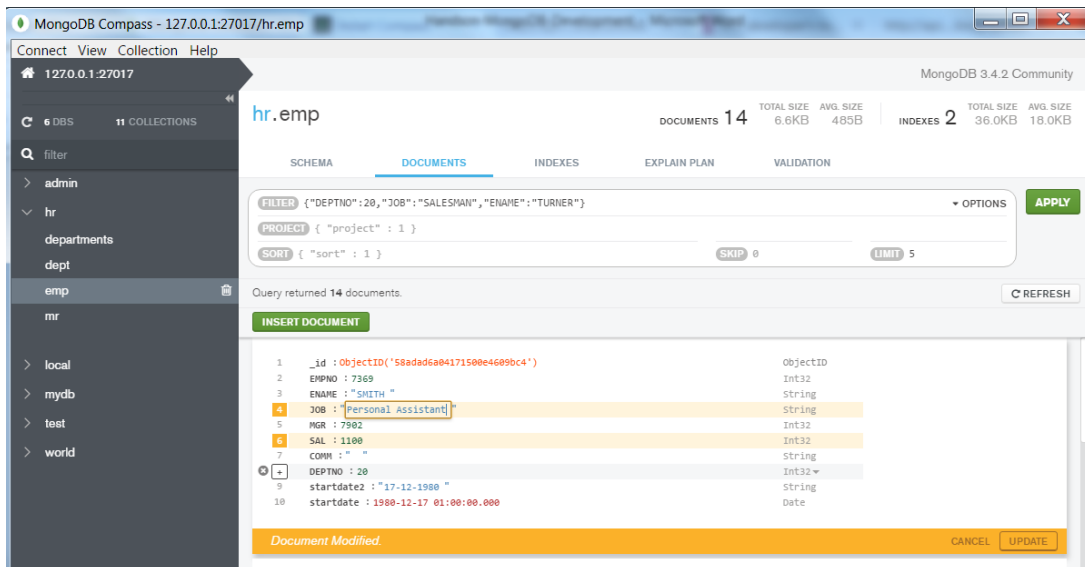 MongoDB Compass - 127.0.0.1:27017/hr.emp
Connect View Collection Help
127.0.0.1:27017
MongoDB 3.4.2 Community
6 DBS 11 COLLECTIONS
hr.emp
DOCUMENTS 14 TOTAL SIZE 6.6KB AVG. SIZE 485B INDEXES 2 TOTAL SIZE 36.0KB AVG. SIZE 18.0KB
filter
SCHEMA DOCUMENTS INDEXES EXPLAIN PLAN VALIDATION
admin
hr
departments
dept
emp
mr
local
mydb
test
world
FILTER {"DEPTNO":20,"JOB":"SALESMAN","ENAME":"TURNER"} OPTIONS APPLY
PROJECT { "project" : 1 }
SORT { "sort" : 1 } SKIP 0 LIMIT 5
Query returned 14 documents. REFRESH
INSERT DOCUMENT
1 _id : ObjectID('58adad6a04171500e4609bc4') ObjectID
2 EMPNO : 7369 Int32
3 ENAME : "SMITH " String
4 JOB : "Personal Assistant " String
5 MGR : 7902 Int32
6 SAL : 1100 Int32
7 COMM : " " String
+ DEPTNO : 20 Int32
9 startdate2 : "17-12-1980 " String
10 startdate : 1980-12-17 01:00:00.000 Date
Document Modified. CANCEL UPDATE